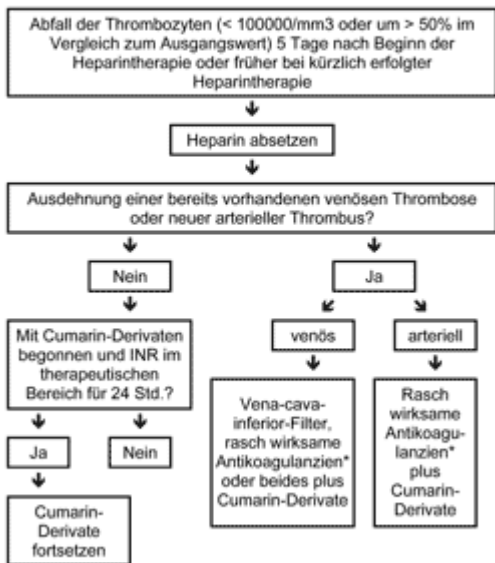 Abfall der Thrombozyten (< 100000/mm3 oder um > 50% im
Vergleich zum Ausgangswert) 5 Tage nach Beginn der
Heparintherapie oder früher bei kürzlich erfolgter
Heparintherapie
Heparin absetzen
Ausdehnung einer bereits vorhandenen venösen Thrombose
oder neuer arterieller Thrombus?
Nein
Ja
Mit Cumarin-Derivaten
begonnen und INR im
therapeutischen
Bereich für 24 Std.?
venös
arteriell
Vena-cava-
inferior-Filter,
rasch wirksame
Antikoagulanzien*
oder beides plus
Cumarin-Derivate
Rasch
wirksame
Antikoagu-
lanzien*
plus
Cumarin-
Derivate
Ja
Nein
Cumarin-
Derivate
fortsetzen